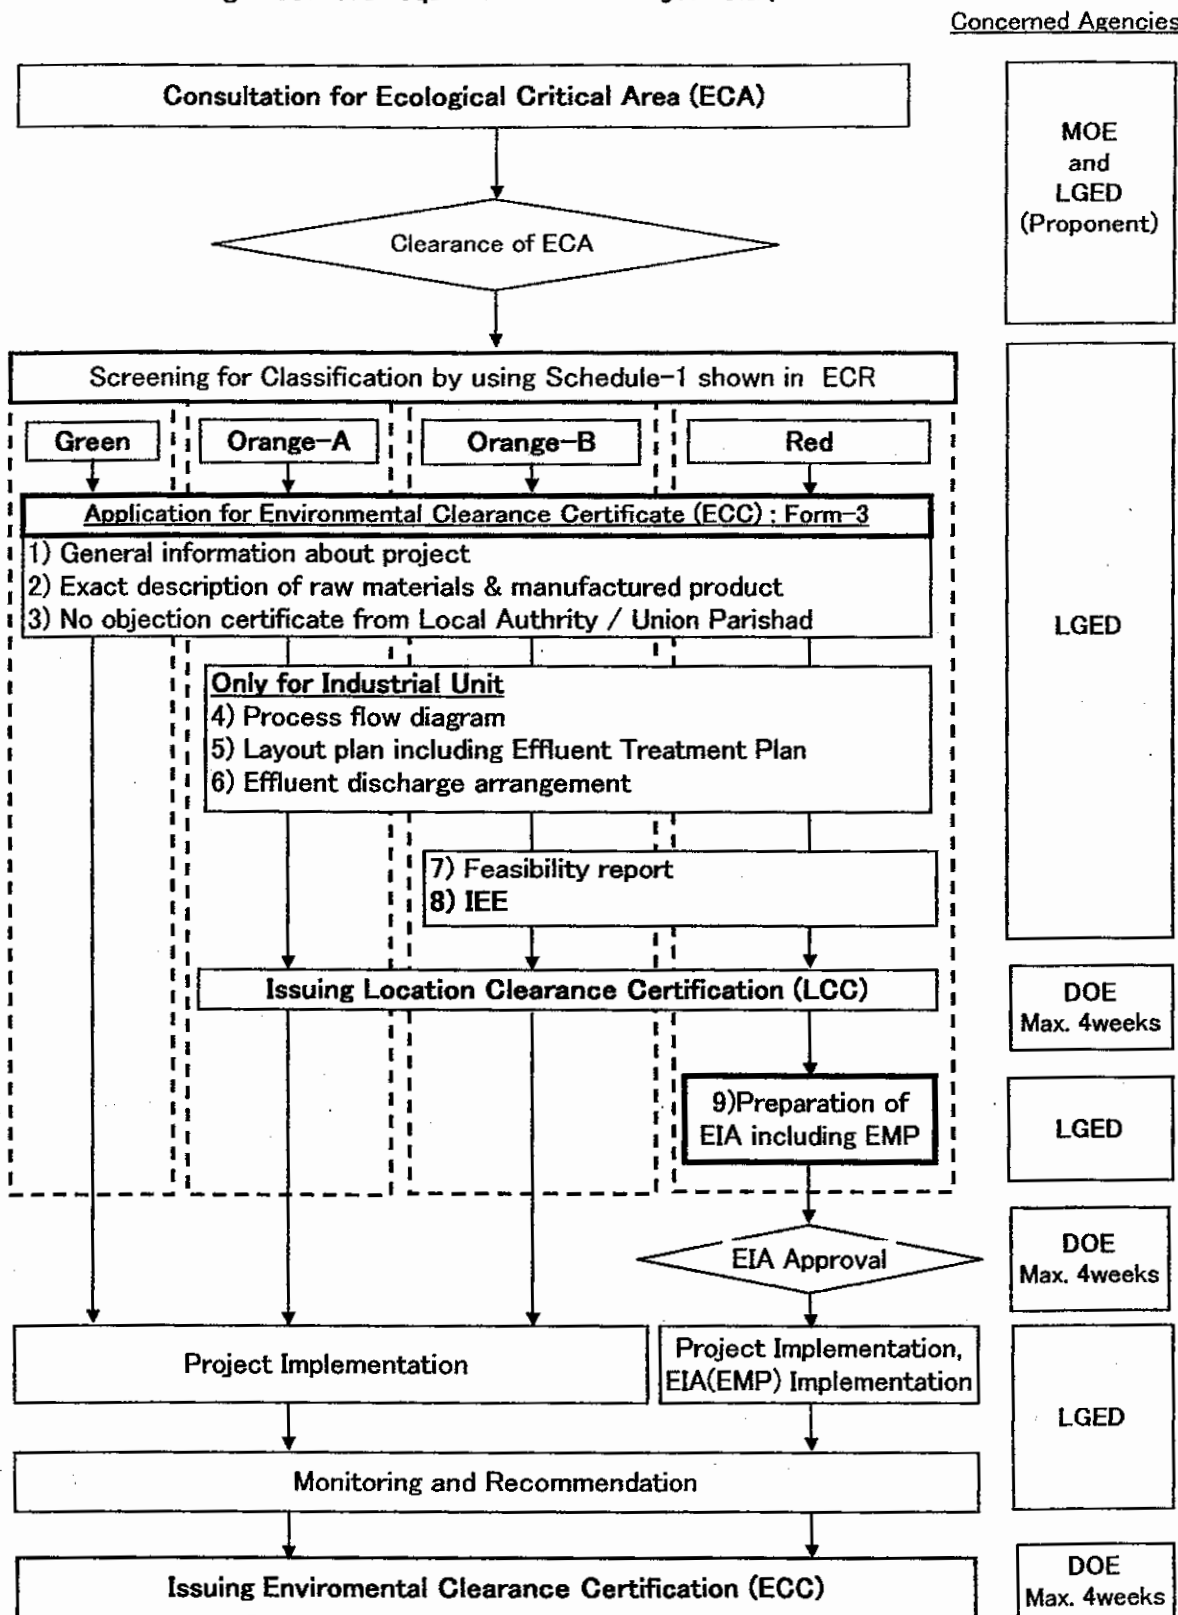 Concerned Agencies
Consultation for Ecological Critical Area (ECA)
MOE
and
LGED
(Proponent)
Clearance of ECA
Screening for Classification by using Schedule-1 shown in ECR
Green
Orange-A
Orange-B
Red
Application for Environmental Clearance Certificate (ECC) : Form-3
1) General information about project
2) Exact description of raw materials & manufactured product
3) No objection certificate from Local Authrity / Union Parishad
LGED
Only for Industrial Unit
4) Process flow diagram
5) Layout plan including Effluent Treatment Plan
6) Effluent discharge arrangement
7) Feasibility report
8) IEE
Issuing Location Clearance Certification (LCC)
DOE
Max. 4weeks
9)Preparation of
EIA including EMP
LGED
EIA Approval
DOE
Max. 4weeks
Project Implementation
Project Implementation,
EIA(EMP) Implementation
LGED
Monitoring and Recommendation
Issuing Enviromental Clearance Certification (ECC)
DOE
Max. 4weeks